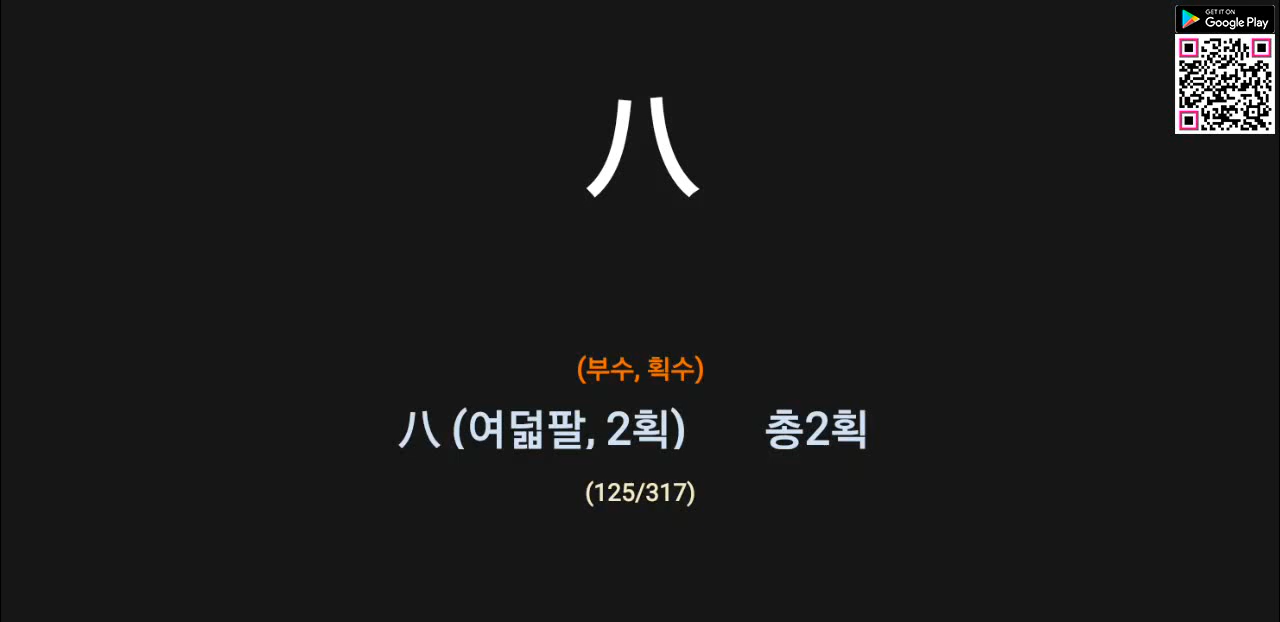 GET IT ON
Google Play
八
(부수, 획수)
八 (여덟팔, 2획) 총2획
(125/317)